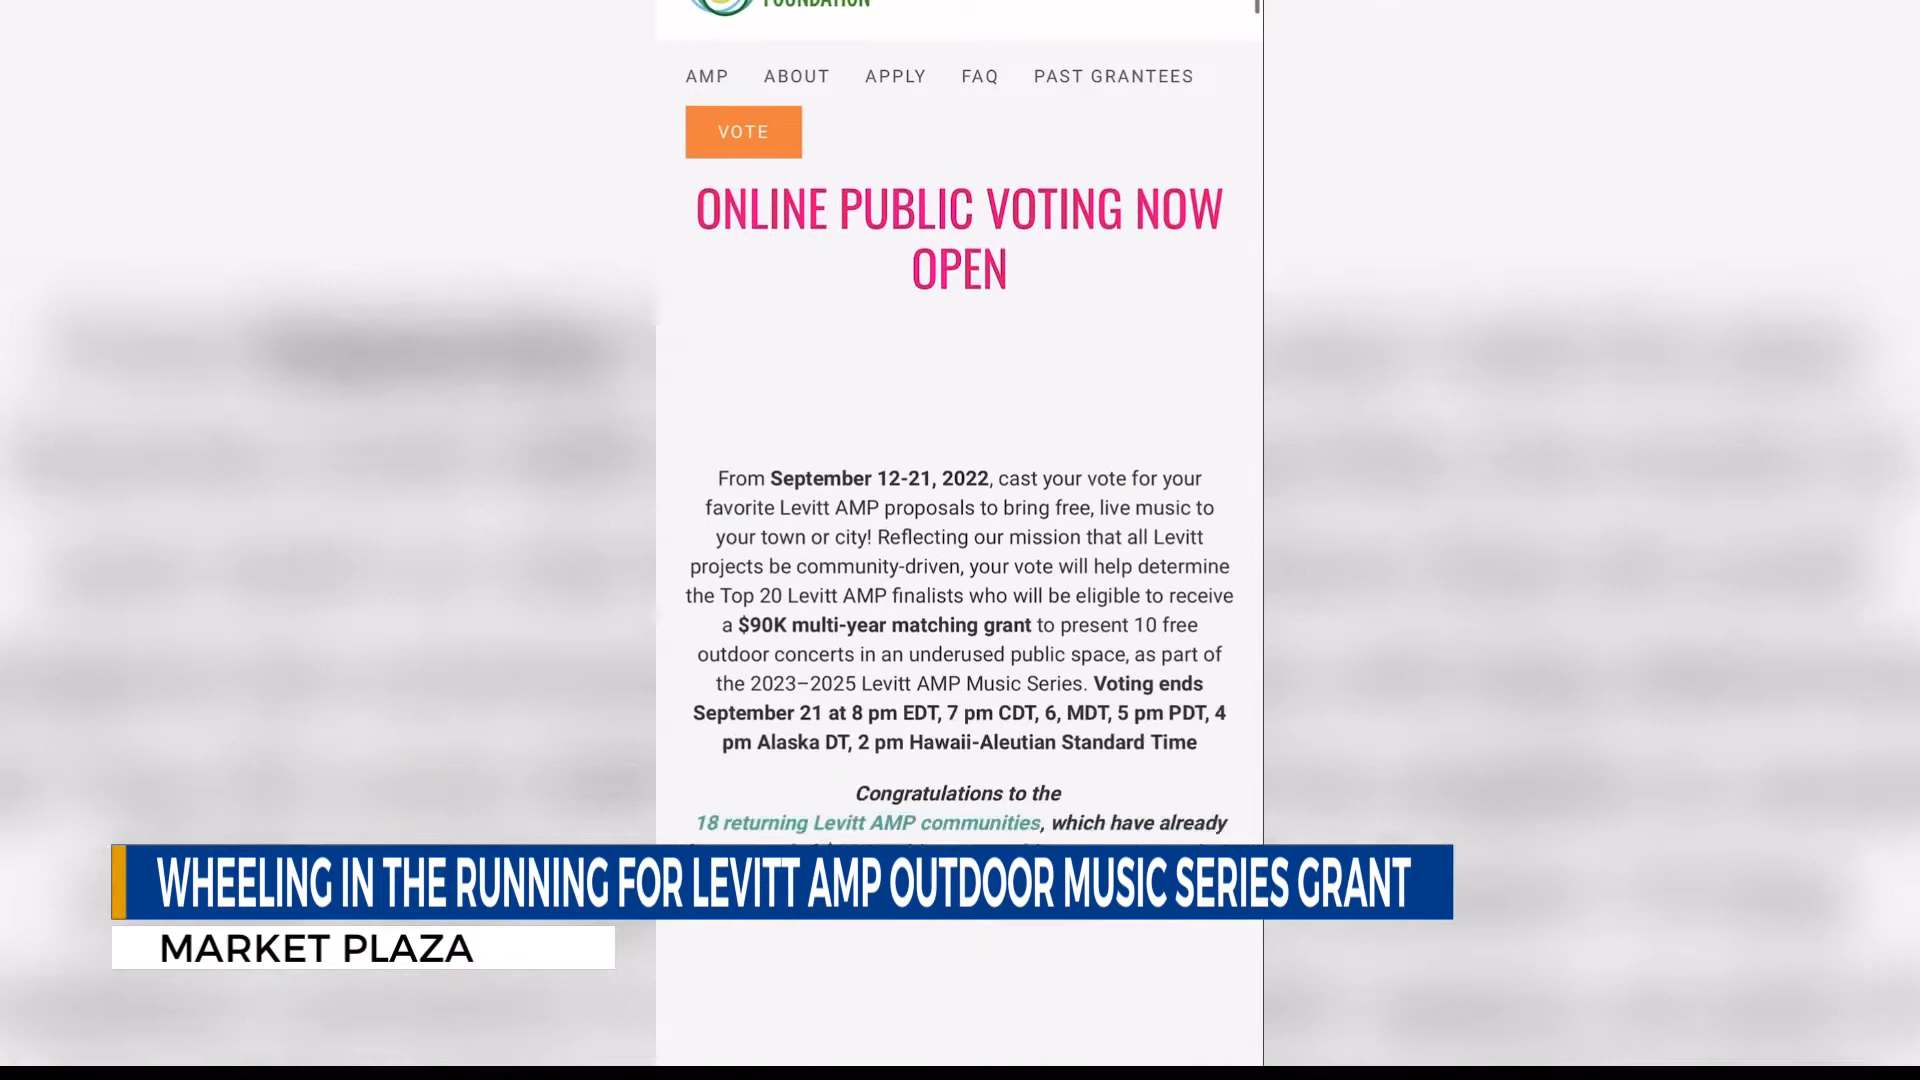 FOUNDATION
AMP ABOUT APPLY FAQ PAST GRANTEES
VOTE
ONLINE PUBLIC VOTING NOW
OPEN
From September 12-21, 2022, cast your vote for your
favorite Levitt AMP proposals to bring free, live music to
your town or city! Reflecting our mission that all Levitt
projects be community-driven, your vote will help determine
the Top 20 Levitt AMP finalists who will be eligible to receive
a $90K multi-year matching grant to present 10 free
outdoor concerts in an underused public space, as part of
the 2023–2025 Levitt AMP Music Series. Voting ends
September 21 at 8 pm EDT, 7 pm CDT, 6, MDT, 5 pm PDT, 4
pm Alaska DT, 2 pm Hawaii-Aleutian Standard Time
Congratulations to the
18 returning Levitt AMP communities, which have already
WHEELING IN THE RUNNING FOR LEVITT AMP OUTDOOR MUSIC SERIES GRANT
MARKET PLAZA